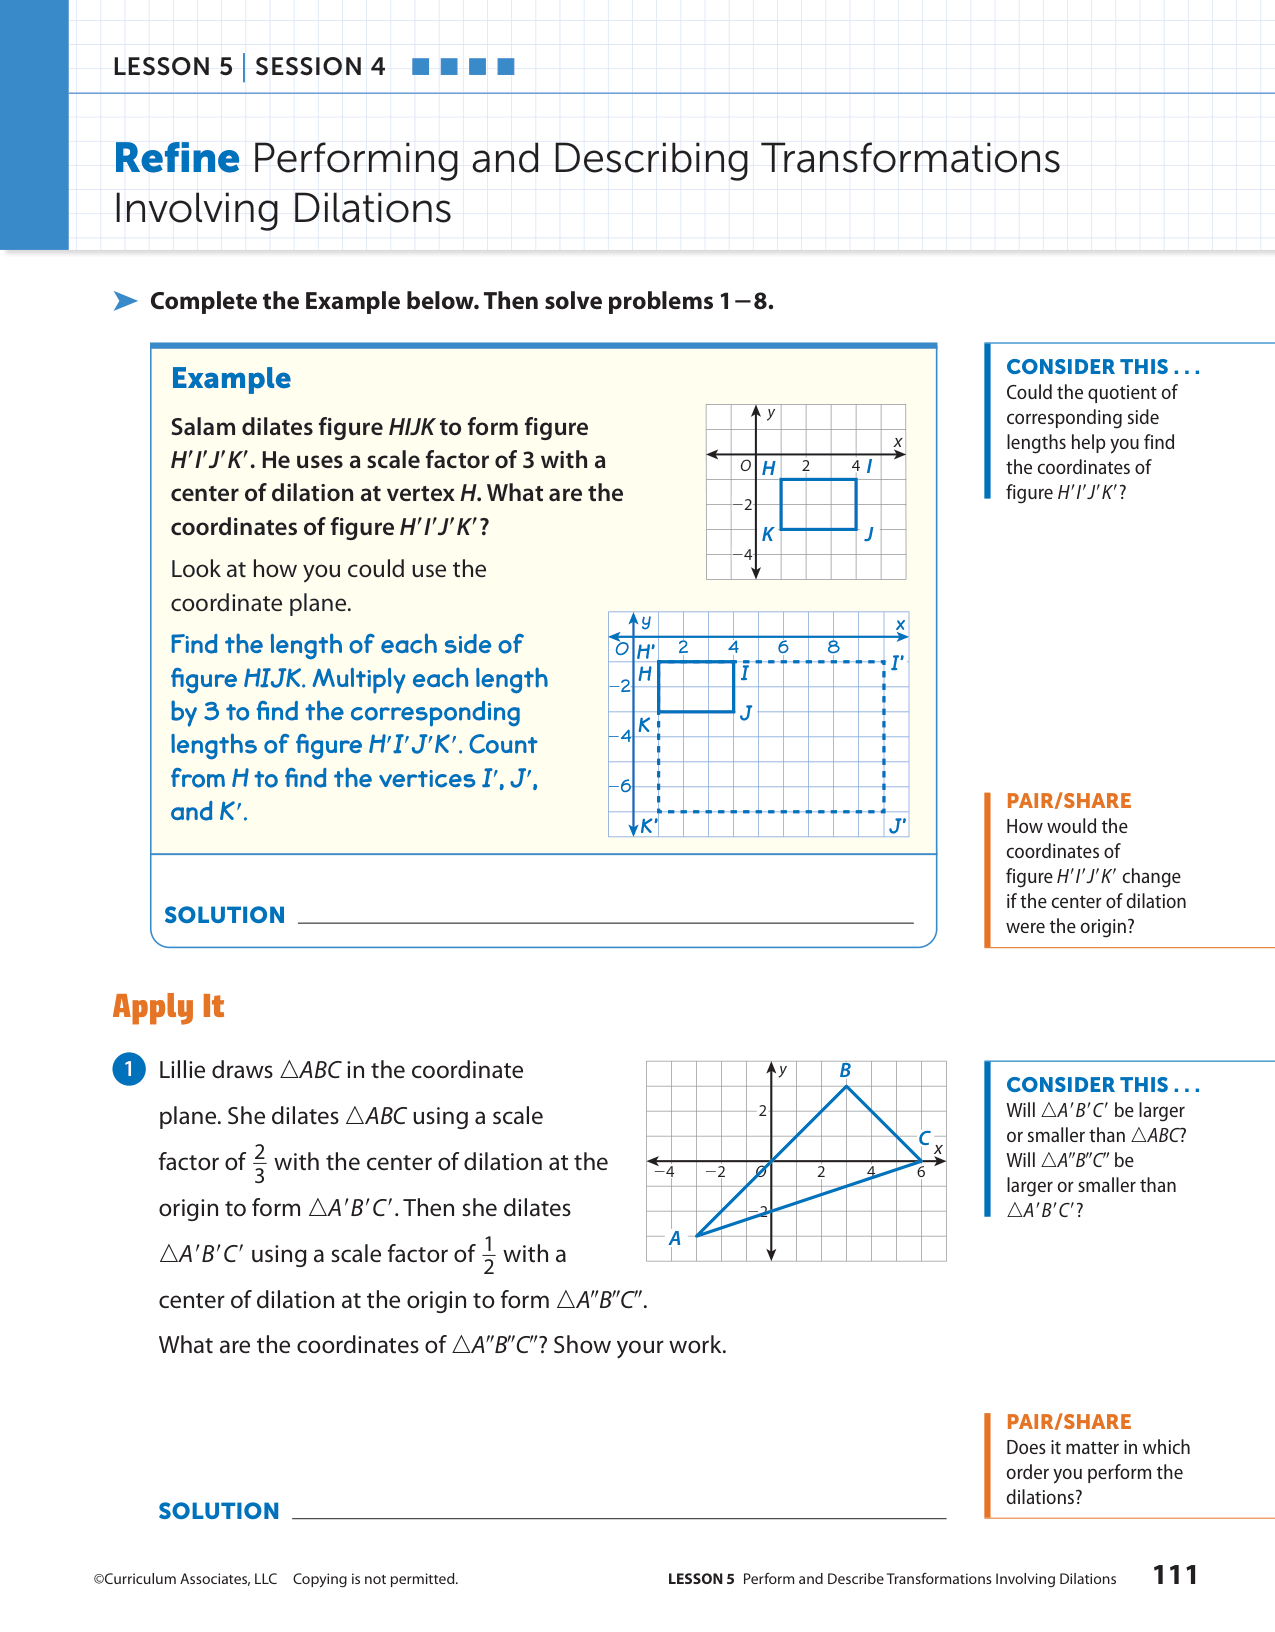 LESSON 5 | SESSION 4
Refine Performing and Describing Transformations
Involving Dilations
Complete the Example below. Then solve problems 1–8.
Example
Salam dilates figure HIJK to form figure
H′I′J′K′. He uses a scale factor of 3 with a
center of dilation at vertex H. What are the
coordinates of figure H′I′J′K′?
y
x
O H 2 4 I
−2
K J
−4
Look at how you could use the
coordinate plane.
Find the length of each side of
figure HIJK. Multiply each length
by 3 to find the corresponding
lengths of figure H′I′J′K′. Count
from H to find the vertices I′, J′,
and K′.
y x
O H' 2 4 6 8
H I I'
−2
K J
−4
−6
K' J'
SOLUTION
CONSIDER THIS . . .
Could the quotient of
corresponding side
lengths help you find
the coordinates of
figure H′I′J′K′?
PAIR/SHARE
How would the
coordinates of
figure H′I′J′K′ change
if the center of dilation
were the origin?
Apply It
1 Lillie draws △ABC in the coordinate
plane. She dilates △ABC using a scale
factor of 2/3 with the center of dilation at the
origin to form △A′B′C′. Then she dilates
△A′B′C′ using a scale factor of 1/2 with a
center of dilation at the origin to form △A″B″C″.
What are the coordinates of △A″B″C″? Show your work.
y B
2
C x
−4 −2 O 2 4 6
−2
A
SOLUTION
CONSIDER THIS . . .
Will △A′B′C′ be larger
or smaller than △ABC?
Will △A″B″C″ be
larger or smaller than
△A′B′C′?
PAIR/SHARE
Does it matter in which
order you perform the
dilations?
©Curriculum Associates, LLC Copying is not permitted.
LESSON 5 Perform and Describe Transformations Involving Dilations 111